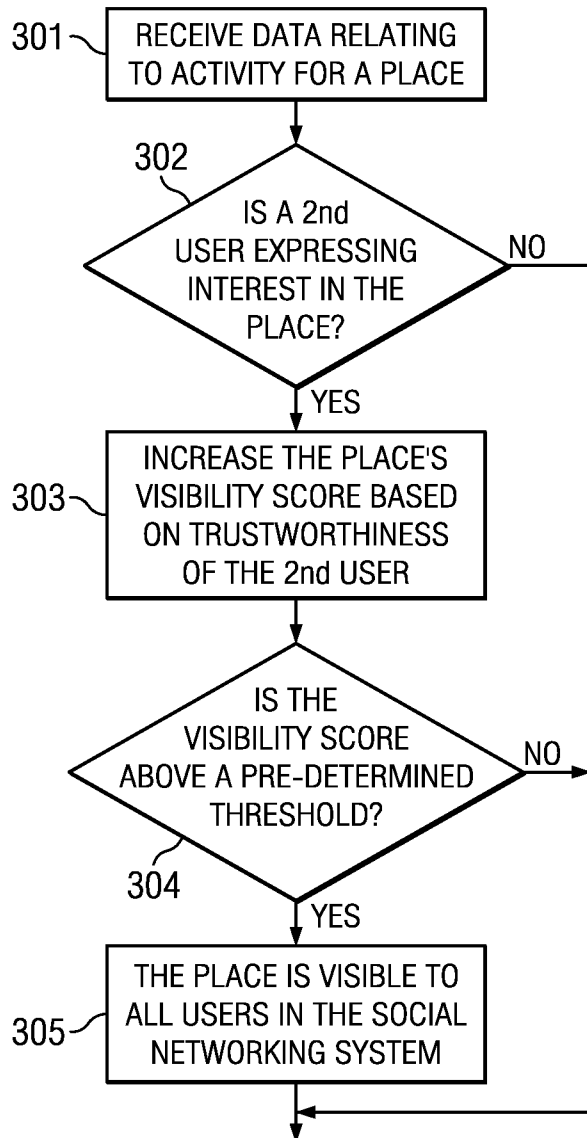 301
RECEIVE DATA RELATING
TO ACTIVITY FOR A PLACE
302
IS A 2nd
USER EXPRESSING
INTEREST IN THE
PLACE?
NO
YES
303
INCREASE THE PLACE'S
VISIBILITY SCORE BASED
ON TRUSTWORTHINESS
OF THE 2nd USER
IS THE
VISIBILITY SCORE
ABOVE A PRE-DETERMINED
THRESHOLD?
NO
304
YES
305
THE PLACE IS VISIBLE TO
ALL USERS IN THE SOCIAL
NETWORKING SYSTEM